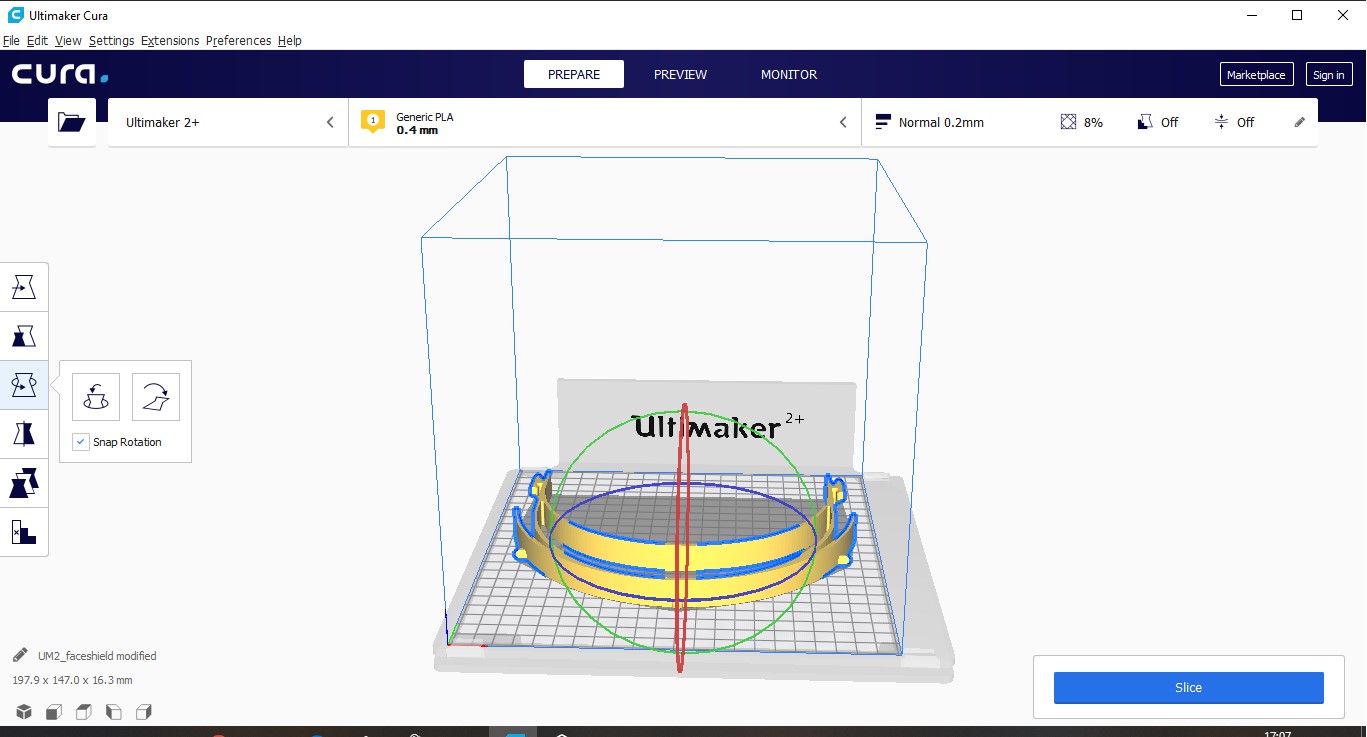 Ultimaker Cura
File Edit View Settings Extensions Preferences Help
cura.
PREPARE PREVIEW MONITOR
Marketplace Sign in
Ultimaker 2+
1 Generic PLA
0.4 mm
Normal 0.2mm 8% Off Off
Ultimaker 2+
Snap Rotation
UM2_faceshield modified
197.9 x 147.0 x 16.3 mm
Slice
17:07